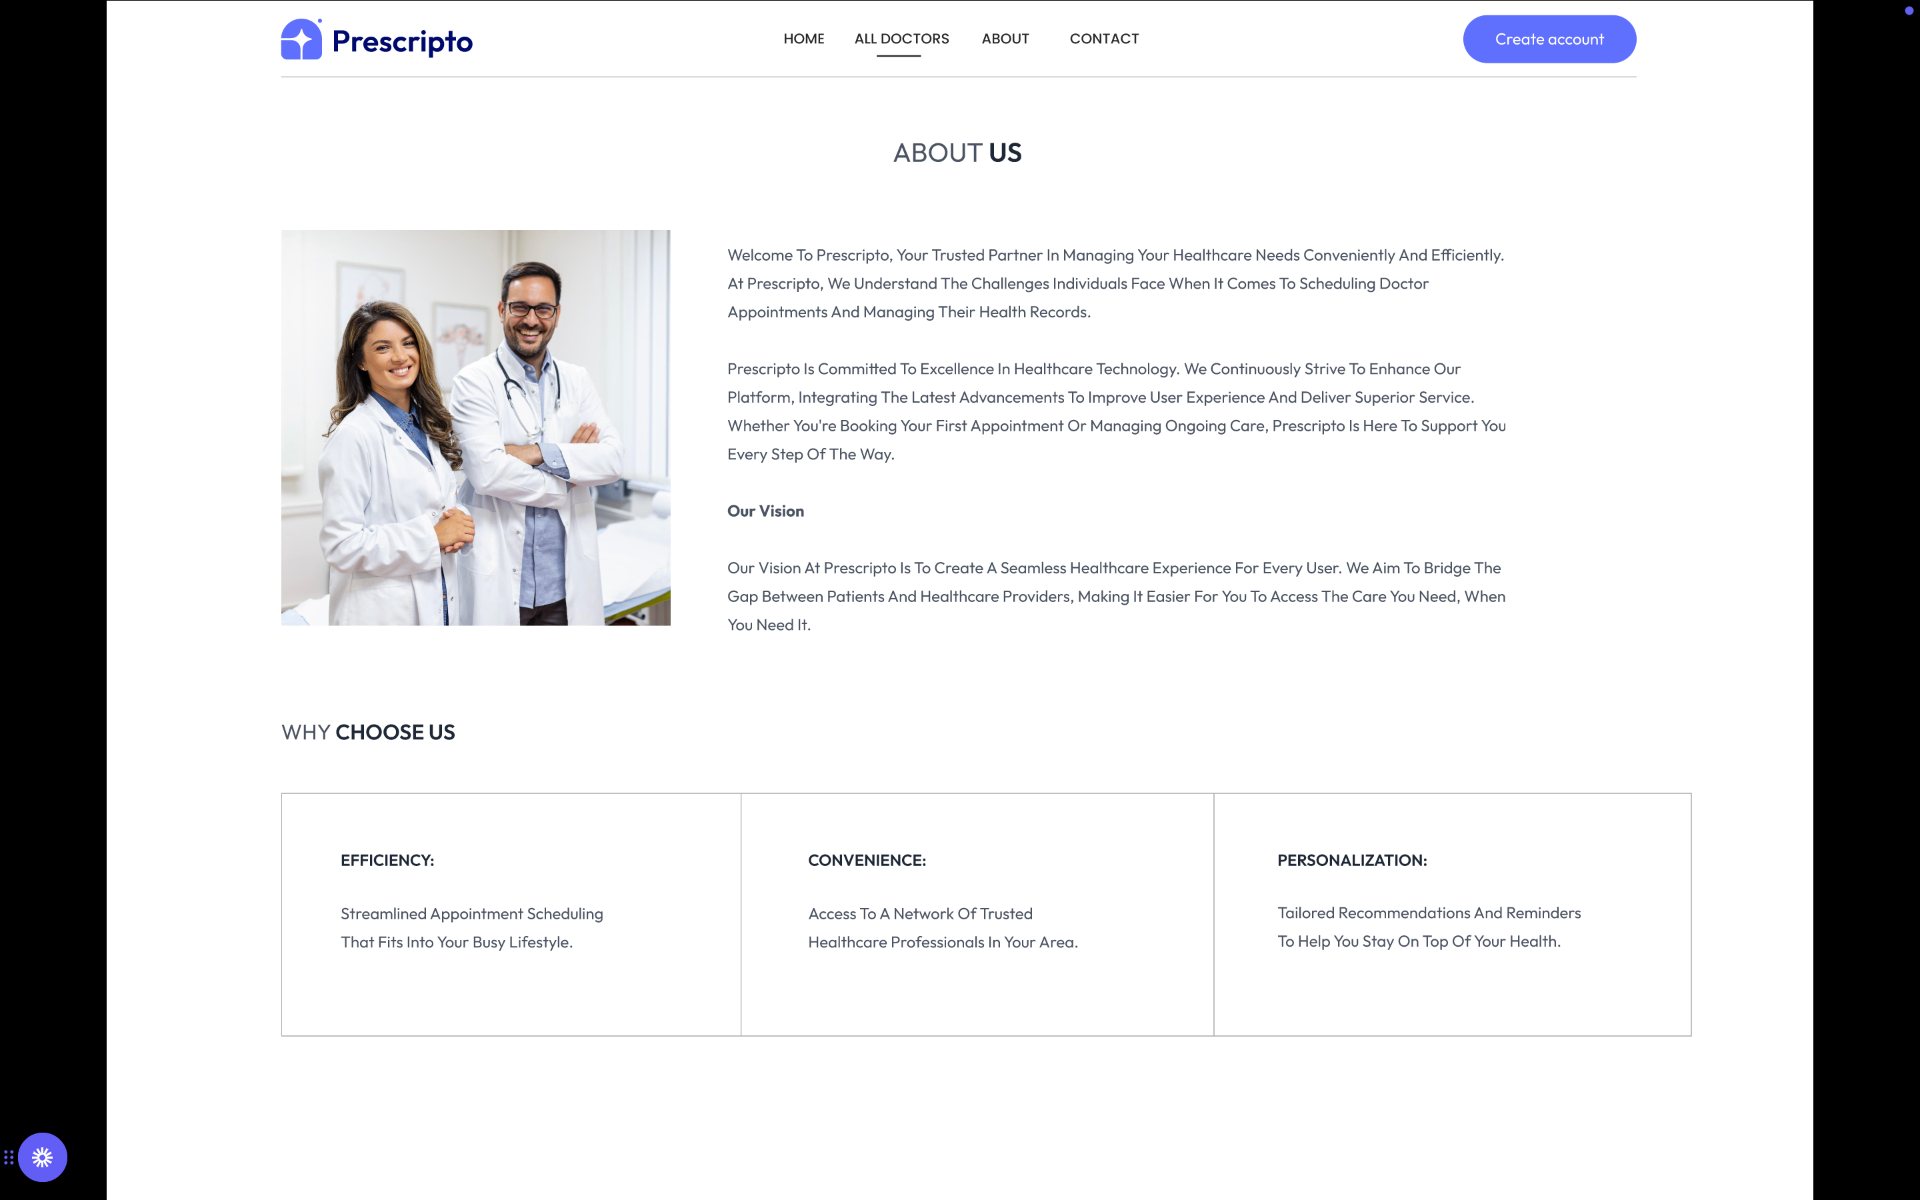 Prescripto
HOME
ALL DOCTORS
ABOUT
CONTACT
Create account
ABOUT US
Welcome To Prescripto, Your Trusted Partner In Managing Your Healthcare Needs Conveniently And Efficiently.
At Prescripto, We Understand The Challenges Individuals Face When It Comes To Scheduling Doctor
Appointments And Managing Their Health Records.
Prescripto Is Committed To Excellence In Healthcare Technology. We Continuously Strive To Enhance Our
Platform, Integrating The Latest Advancements To Improve User Experience And Deliver Superior Service.
Whether You're Booking Your First Appointment Or Managing Ongoing Care, Prescripto Is Here To Support You
Every Step Of The Way.
Our Vision
Our Vision At Prescripto Is To Create A Seamless Healthcare Experience For Every User. We Aim To Bridge The
Gap Between Patients And Healthcare Providers, Making It Easier For You To Access The Care You Need, When
You Need It.
WHY CHOOSE US
EFFICIENCY:
Streamlined Appointment Scheduling
That Fits Into Your Busy Lifestyle.
CONVENIENCE:
Access To A Network Of Trusted
Healthcare Professionals In Your Area.
PERSONALIZATION:
Tailored Recommendations And Reminders
To Help You Stay On Top Of Your Health.